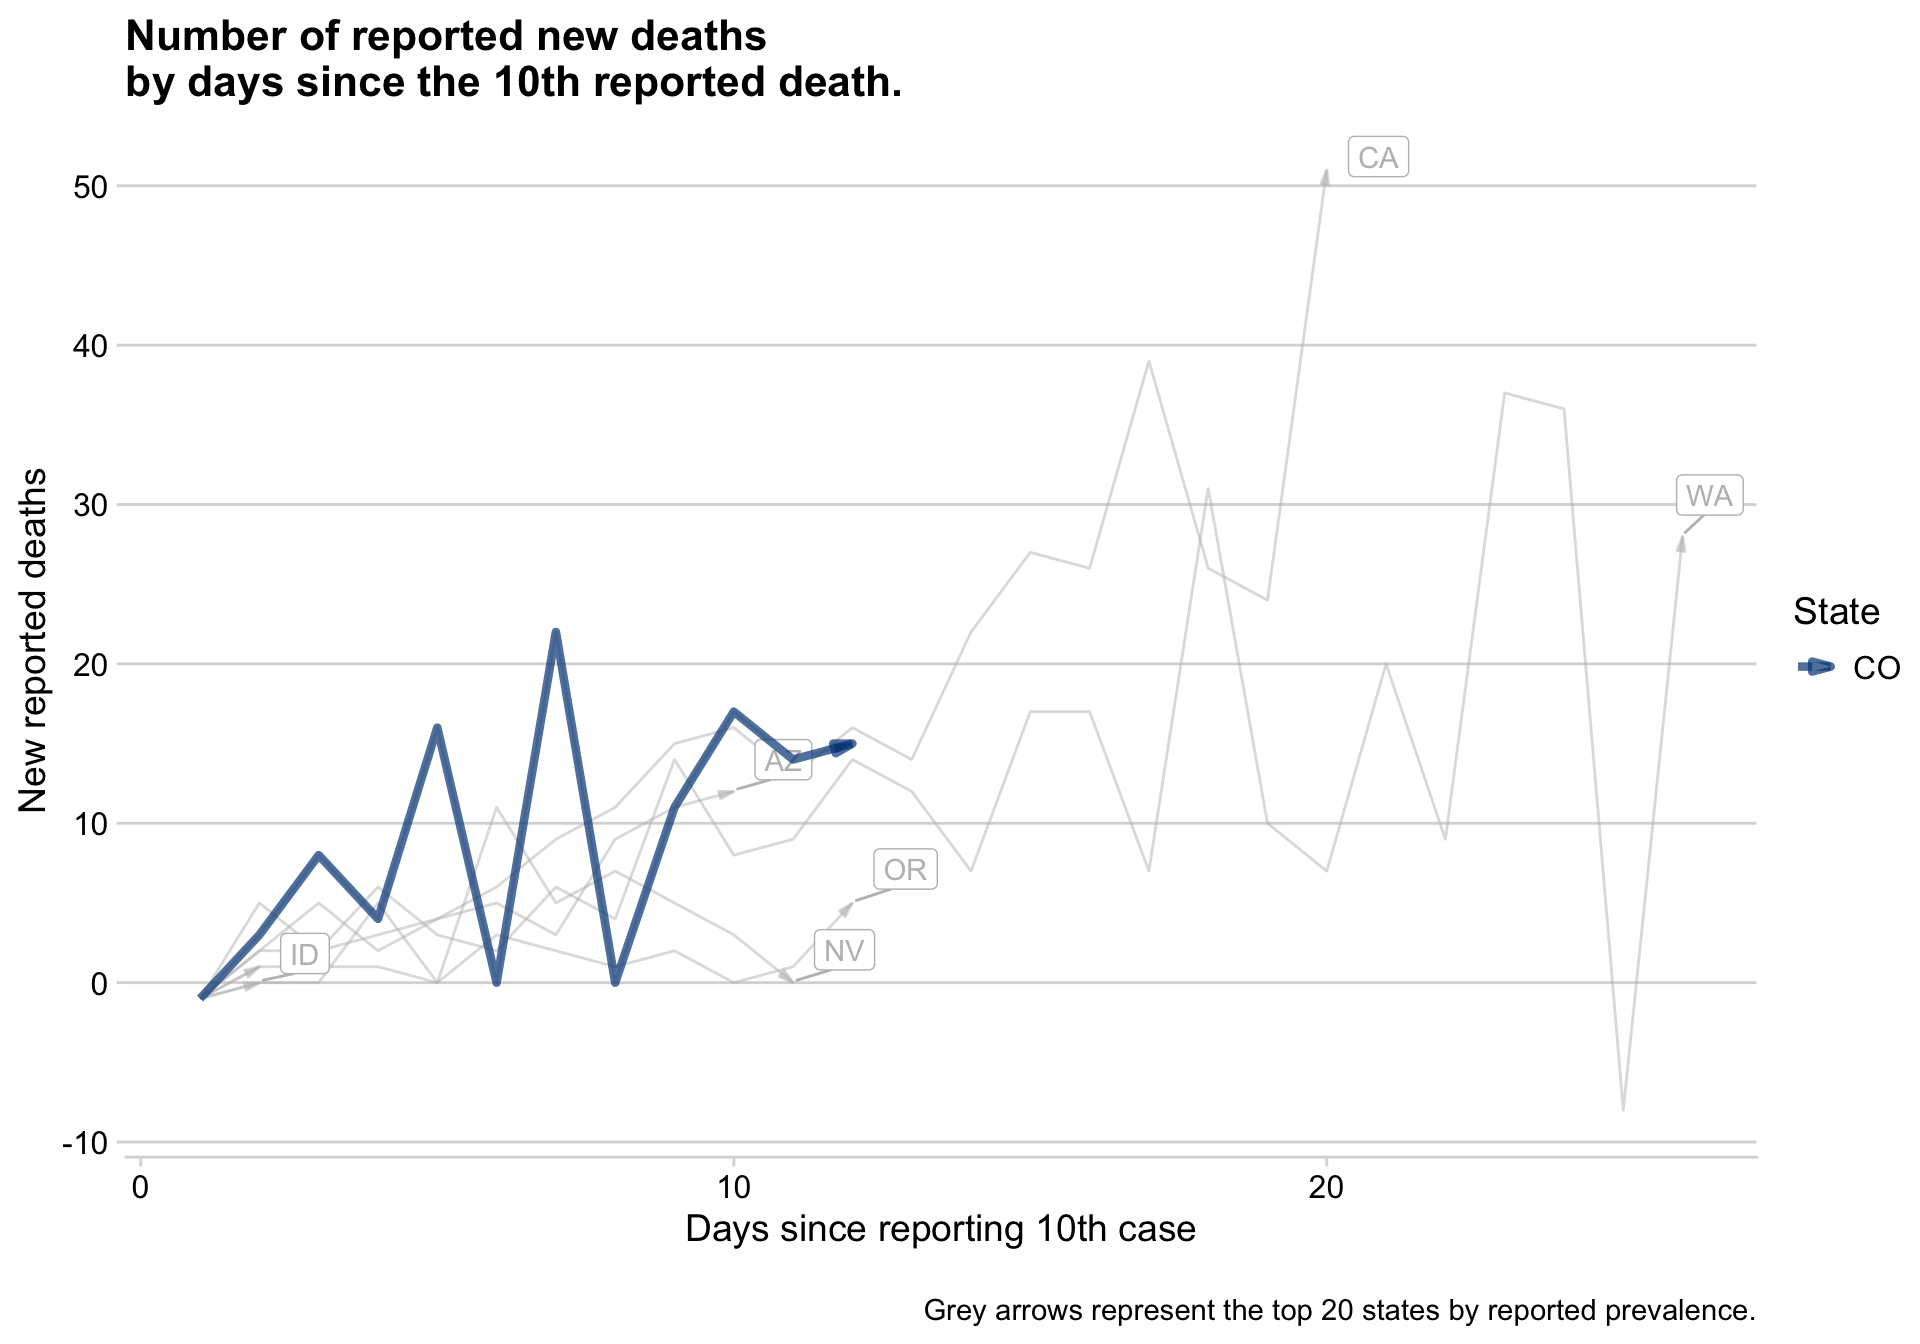 Number of reported new deaths
by days since the 10th reported death.
CA
50
40
WA
30
New reported deaths
State
CO
20
AZ
10
OR
NV
ID
0
-10
0 10 20
Days since reporting 10th case
Grey arrows represent the top 20 states by reported prevalence.